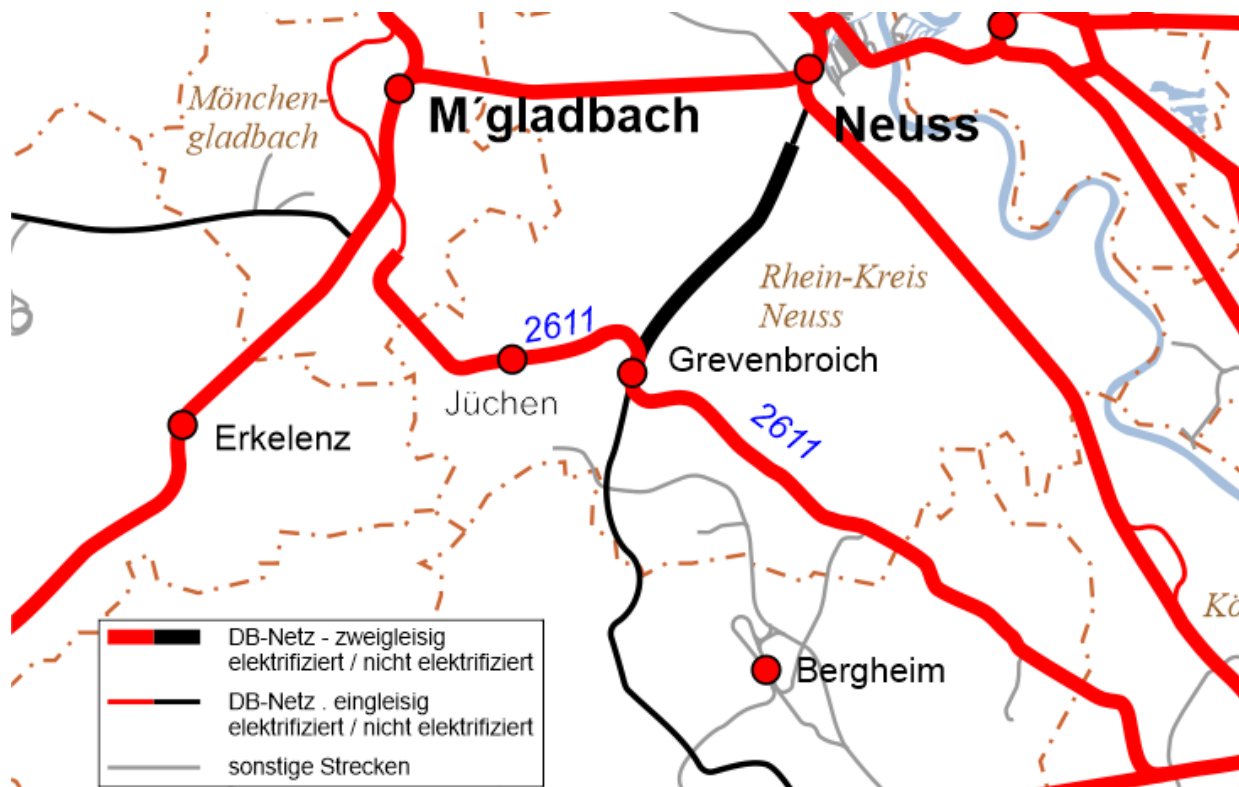 Mönchen-
gladbach
M´gladbach
Neuss
Rhein-Kreis
Neuss
2611
Grevenbroich
Jüchen
2611
Erkelenz
Kö
Bergheim
DB-Netz - zweigleisig
elektrifiziert / nicht elektrifiziert
DB-Netz . eingleisig
elektrifiziert / nicht elektrifiziert
sonstige Strecken